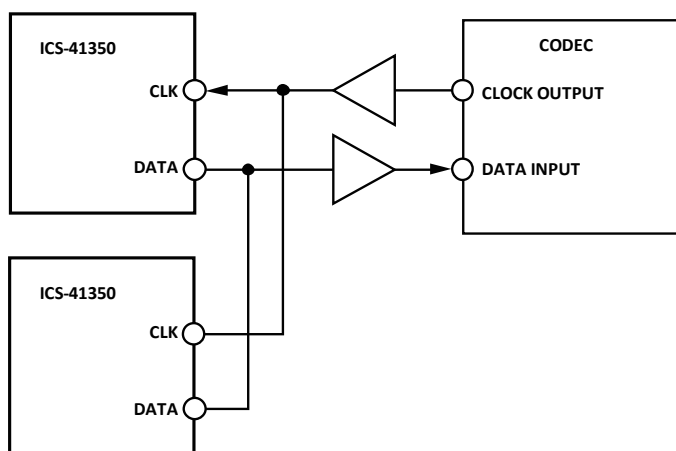 ICS-41350
CLK
DATA
CODEC
CLOCK OUTPUT
DATA INPUT
ICS-41350
CLK
DATA